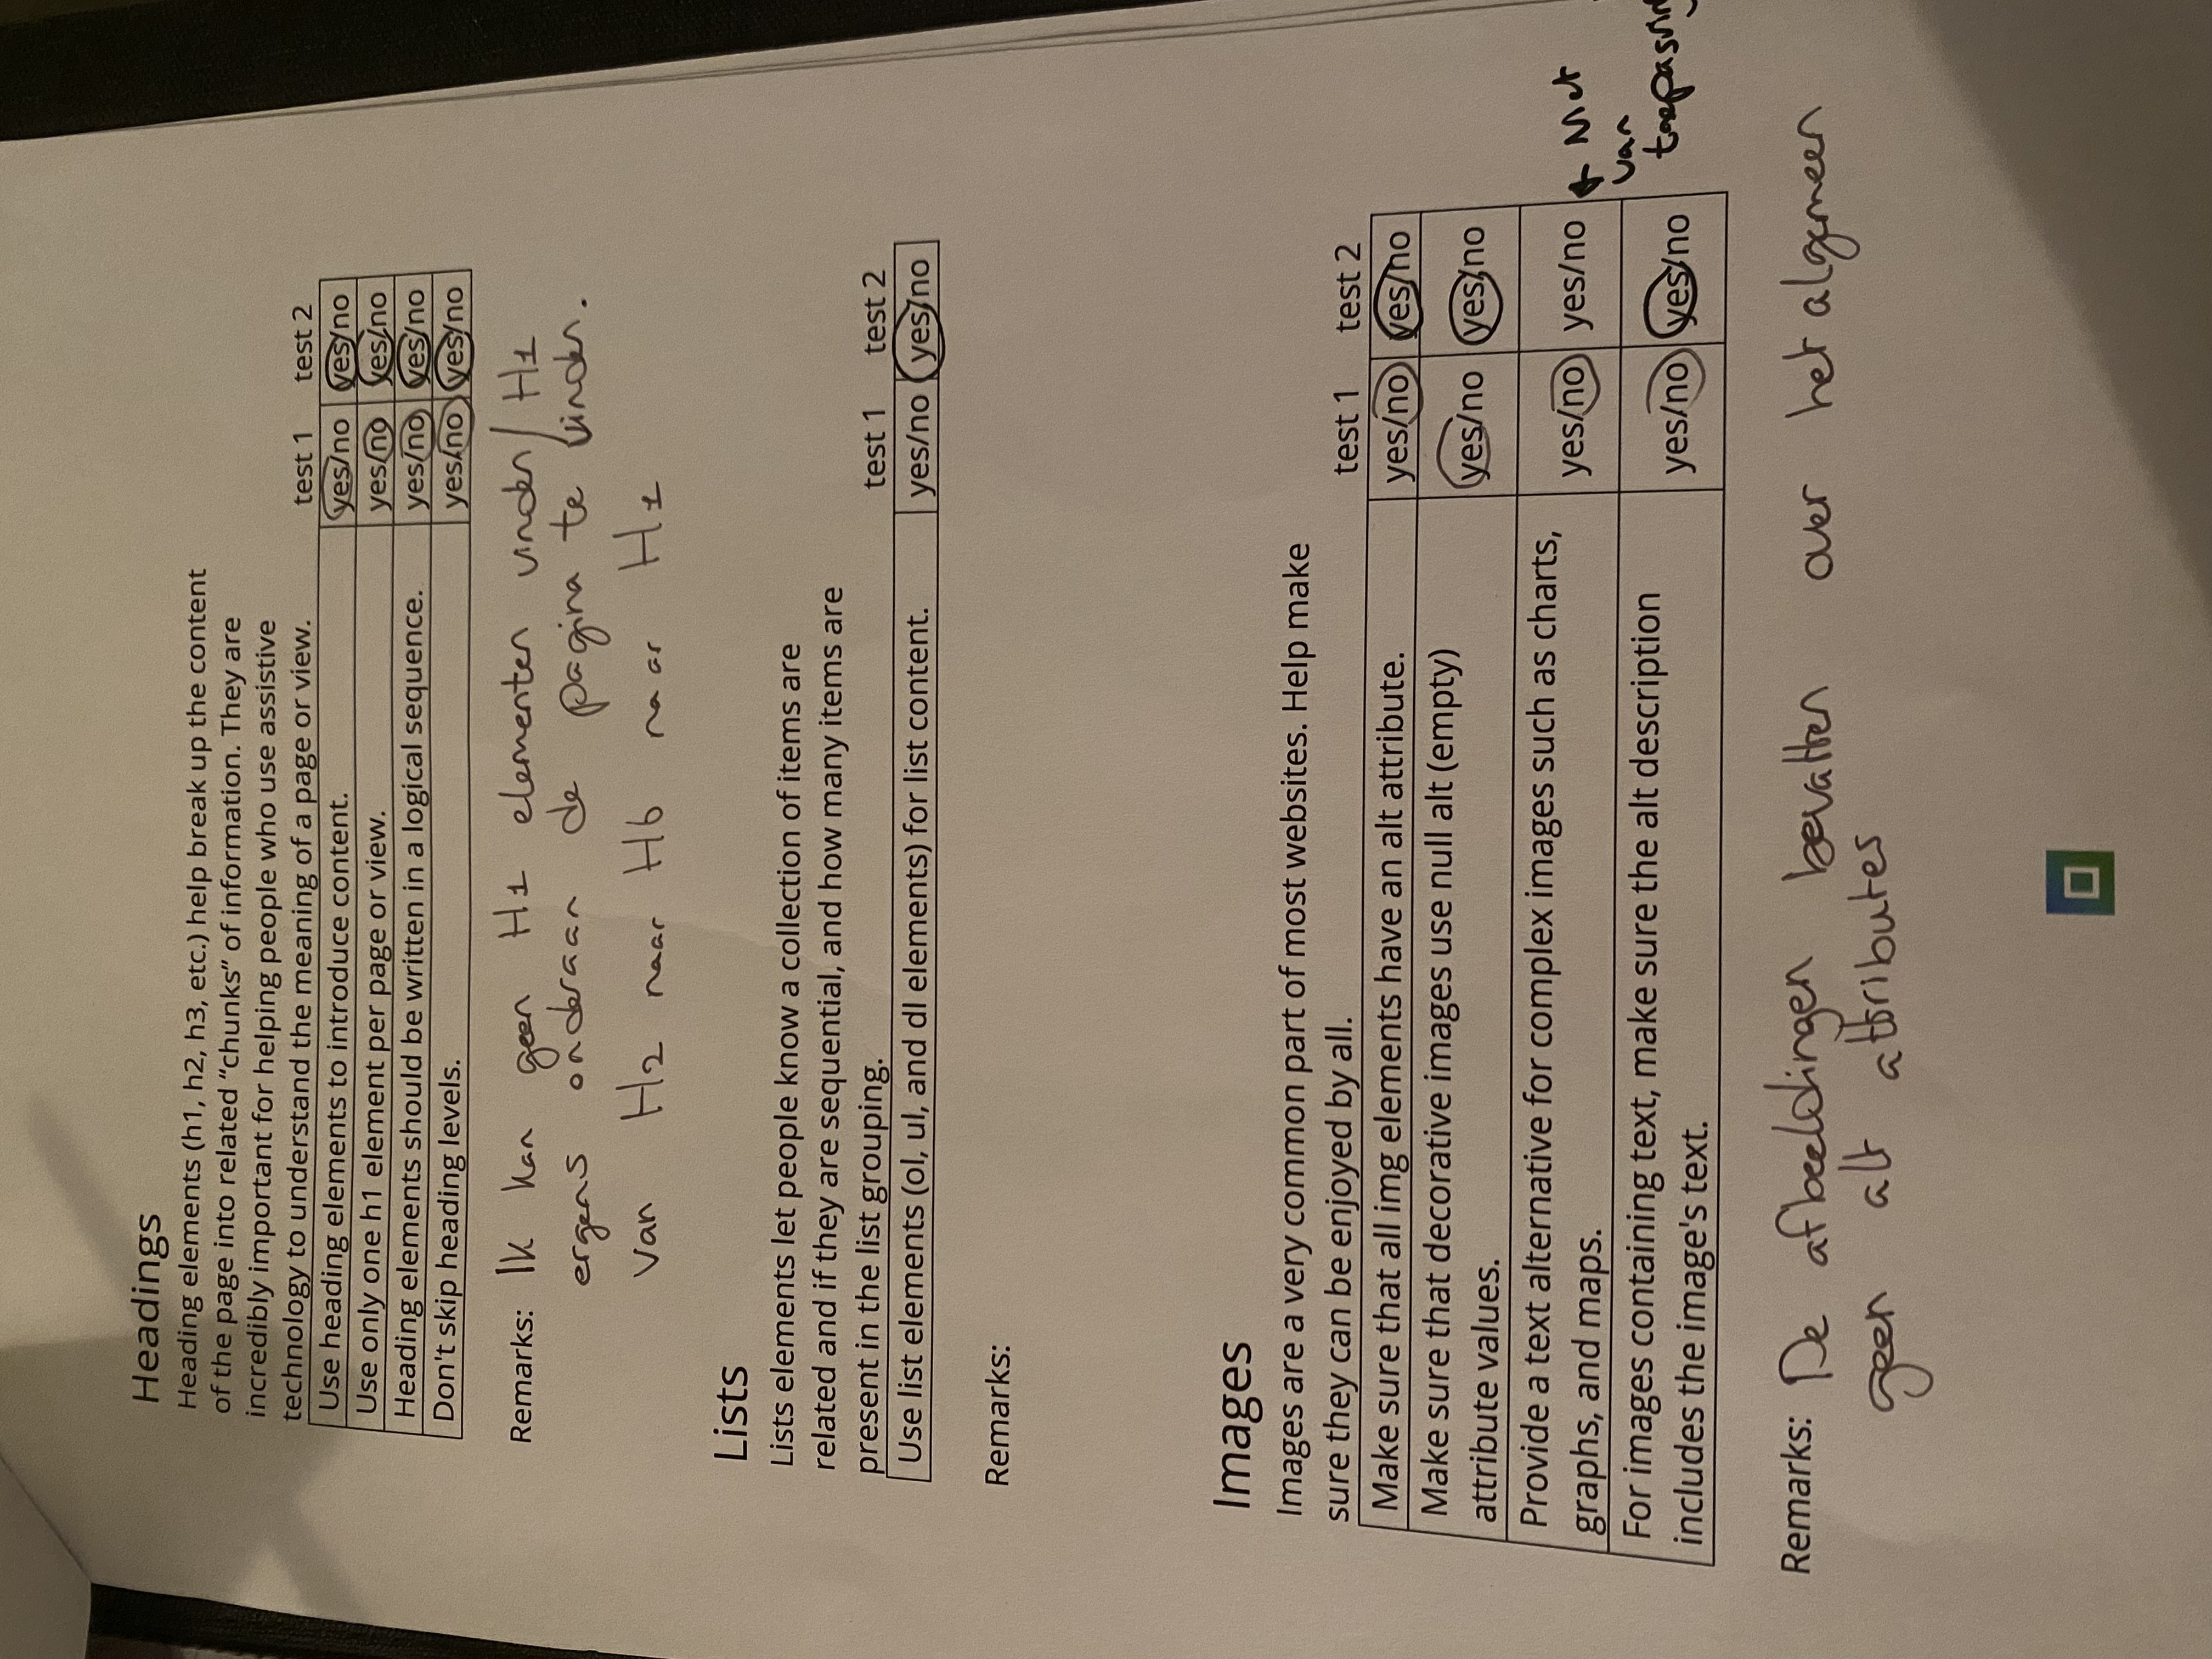 Headings
Heading elements (h1, h2, h3, etc.) help break up the content
of the page into related “chunks” of information. They are
incredibly important for helping people who use assistive
technology to understand the meaning of a page or view. test 1 test 2
Use heading elements to introduce content. yes/no yes/no
Use only one h1 element per page or view. yes/no yes/no
Heading elements should be written in a logical sequence. yes/no yes/no
Don't skip heading levels. yes/no yes/no
Remarks: Ik kan geen H1 elementen vinden/ H1
ergens onderaan de pagina te vinden.
van H2 naar H6 naar H1
Lists
Lists elements let people know a collection of items are
related and if they are sequential, and how many items are
present in the list grouping. test 1 test 2
Use list elements (ol, ul, and dl elements) for list content. yes/no yes/no
Remarks:
Images
Images are a very common part of most websites. Help make
sure they can be enjoyed by all. test 1 test 2
Make sure that all img elements have an alt attribute. yes/no yes/no
Make sure that decorative images use null alt (empty)
attribute values. yes/no yes/no
Provide a text alternative for complex images such as charts,
graphs, and maps. yes/no yes/no
Niet
van
toepassing
For images containing text, make sure the alt description
includes the image's text. yes/no yes/no
Remarks: De afbeeldingen bevatten over het algemeen
geen alt attributes